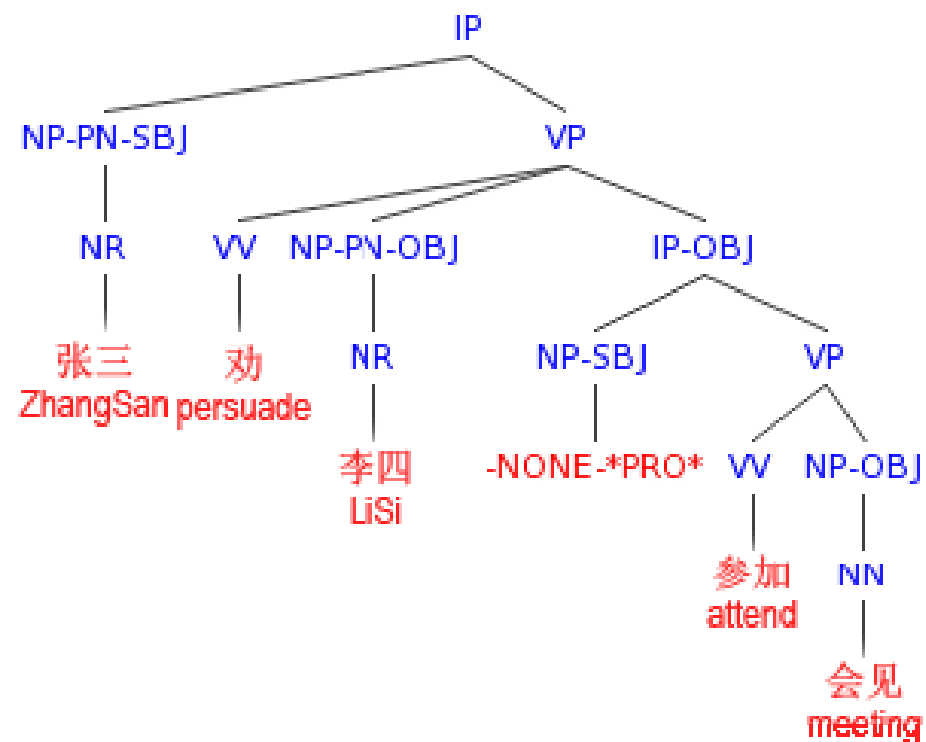 IP
NP-PN-SBJ VP
NR VV NP-PN-OBJ IP-OBJ
张三 劝 NR NP-SBJ VP
ZhangSan persuade
李四 -NONE-*PRO* VV NP-OBJ
LiSi
参加 NN
attend
会见
meeting